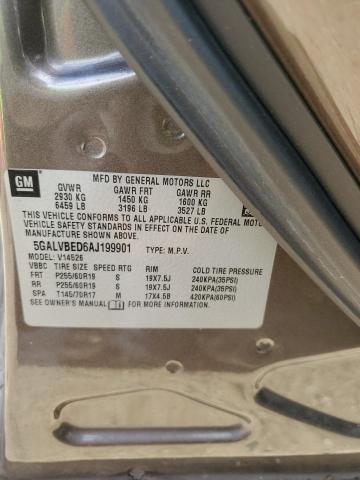 GM
MFD BY GENERAL MOTORS LLC
GVWR GAWR FRT GAWR RR
2930 KG 1450 KG 1600 KG
6459 LB 3196 LB 3527 LB
THIS VEHICLE CONFORMS TO ALL APPLICABLE U.S. FEDERAL MOTOR
VEHICLE SAFETY STANDARDS IN EFFECT ON THE DATE OF
MANUFACTURE SHOWN ABOVE.
5GALVBED6AJ199901 TYPE: M.P.V.
MODEL: V14526
VBBC TIRE SIZE SPEED RTG RIM COLD TIRE PRESSURE
FRT P255/60R19 S 19X7.5J 240KPA(35PSI)
RR P255/60R19 S 19X7.5J 240KPA(35PSI)
SPA T145/70R17 M 17X4.5B 420KPA(60PSI)
SEE OWNER'S MANUAL FOR MORE INFORMATION.